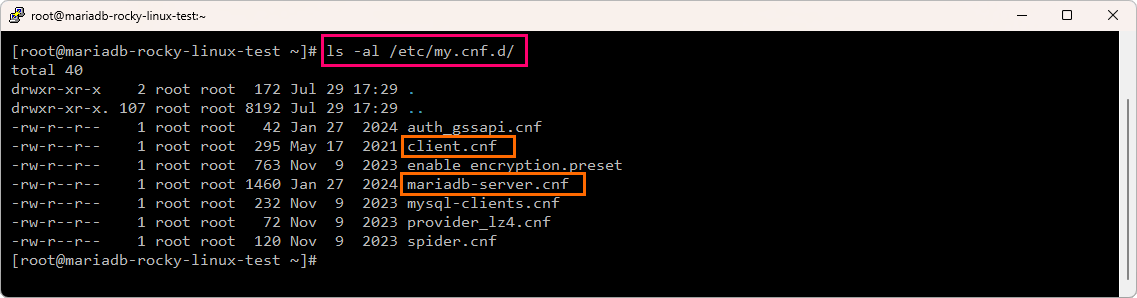 root@mariadb-rocky-linux-test:~
[root@mariadb-rocky-linux-test ~]# ls -al /etc/my.cnf.d/
total 40
drwxr-xr-x    2 root root  172 Jul 29 17:29 .
drwxr-xr-x. 107 root root 8192 Jul 29 17:29 ..
-rw-r--r--    1 root root   42 Jan 27  2024 auth_gssapi.cnf
-rw-r--r--    1 root root  295 May 17  2021 client.cnf
-rw-r--r--    1 root root  763 Nov  9  2023 enable_encryption.preset
-rw-r--r--    1 root root 1460 Jan 27  2024 mariadb-server.cnf
-rw-r--r--    1 root root  232 Nov  9  2023 mysql-clients.cnf
-rw-r--r--    1 root root   72 Nov  9  2023 provider_lz4.cnf
-rw-r--r--    1 root root  120 Nov  9  2023 spider.cnf
[root@mariadb-rocky-linux-test ~]#